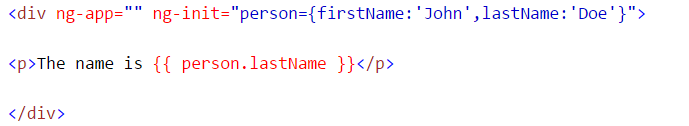 <div ng-app="" ng-init="person={firstName:'John',lastName:'Doe'}">
<p>The name is {{ person.lastName }}</p>
</div>